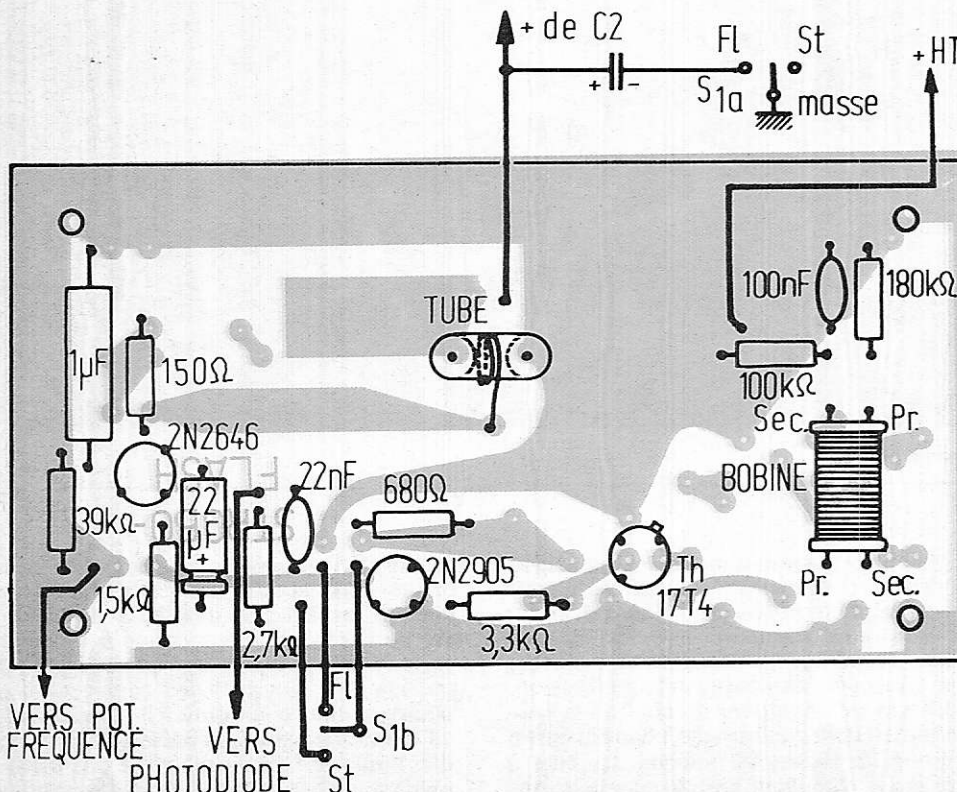 + de C2
Fl St
+ -
S1a masse
+HT
TUBE
1µF
150Ω
100nF
180kΩ
100kΩ
2N2646
Sec. Pr.
BOBINE
22nF
680Ω
22
µF
+
39kΩ
1,5kΩ
2N2905
Th
17T4
Pr. Sec.
2,7kΩ
3,3kΩ
Fl
S1b
St
VERS POT.
FREQUENCE
VERS
PHOTODIODE